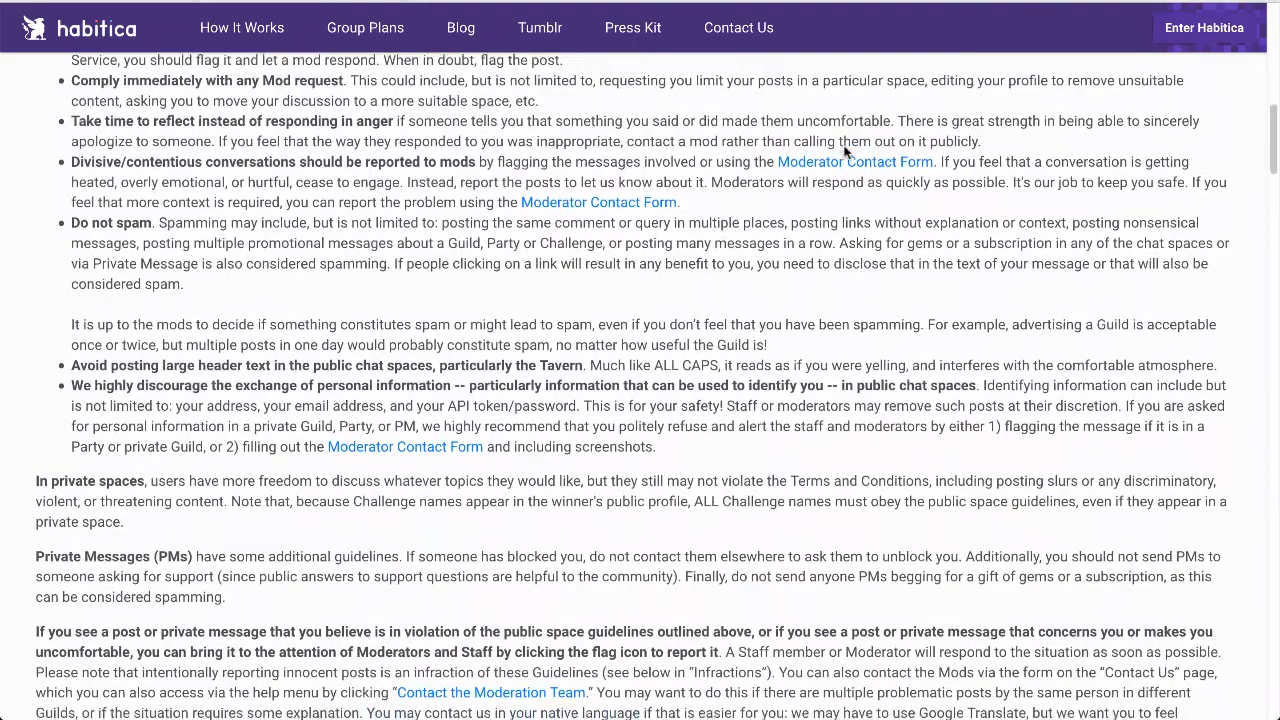 habitica How It Works Group Plans Blog Tumblr Press Kit Contact Us Enter Habitica
Service, you should flag it and let a mod respond. When in doubt, flag the post.
Comply immediately with any Mod request. This could include, but is not limited to, requesting you limit your posts in a particular space, editing your profile to remove unsuitable
content, asking you to move your discussion to a more suitable space, etc.
Take time to reflect instead of responding in anger if someone tells you that something you said or did made them uncomfortable. There is great strength in being able to sincerely
apologize to someone. If you feel that the way they responded to you was inappropriate, contact a mod rather than calling them out on it publicly.
Divisive/contentious conversations should be reported to mods by flagging the messages involved or using the Moderator Contact Form. If you feel that a conversation is getting
heated, overly emotional, or hurtful, cease to engage. Instead, report the posts to let us know about it. Moderators will respond as quickly as possible. It's our job to keep you safe. If you
feel that more context is required, you can report the problem using the Moderator Contact Form.
Do not spam. Spamming may include, but is not limited to: posting the same comment or query in multiple places, posting links without explanation or context, posting nonsensical
messages, posting multiple promotional messages about a Guild, Party or Challenge, or posting many messages in a row. Asking for gems or a subscription in any of the chat spaces or
via Private Message is also considered spamming. If people clicking on a link will result in any benefit to you, you need to disclose that in the text of your message or that will also be
considered spam.
It is up to the mods to decide if something constitutes spam or might lead to spam, even if you don’t feel that you have been spamming. For example, advertising a Guild is acceptable
once or twice, but multiple posts in one day would probably constitute spam, no matter how useful the Guild is!
Avoid posting large header text in the public chat spaces, particularly the Tavern. Much like ALL CAPS, it reads as if you were yelling, and interferes with the comfortable atmosphere.
We highly discourage the exchange of personal information -- particularly information that can be used to identify you -- in public chat spaces. Identifying information can include but
is not limited to: your address, your email address, and your API token/password. This is for your safety! Staff or moderators may remove such posts at their discretion. If you are asked
for personal information in a private Guild, Party, or PM, we highly recommend that you politely refuse and alert the staff and moderators by either 1) flagging the message if it is in a
Party or private Guild, or 2) filling out the Moderator Contact Form and including screenshots.
In private spaces, users have more freedom to discuss whatever topics they would like, but they still may not violate the Terms and Conditions, including posting slurs or any discriminatory,
violent, or threatening content. Note that, because Challenge names appear in the winner's public profile, ALL Challenge names must obey the public space guidelines, even if they appear in a
private space.
Private Messages (PMs) have some additional guidelines. If someone has blocked you, do not contact them elsewhere to ask them to unblock you. Additionally, you should not send PMs to
someone asking for support (since public answers to support questions are helpful to the community). Finally, do not send anyone PMs begging for a gift of gems or a subscription, as this
can be considered spamming.
If you see a post or private message that you believe is in violation of the public space guidelines outlined above, or if you see a post or private message that concerns you or makes you
uncomfortable, you can bring it to the attention of Moderators and Staff by clicking the flag icon to report it. A Staff member or Moderator will respond to the situation as soon as possible.
Please note that intentionally reporting innocent posts is an infraction of these Guidelines (see below in “Infractions”). You can also contact the Mods via the form on the “Contact Us” page,
which you can also access via the help menu by clicking “Contact the Moderation Team.” You may want to do this if there are multiple problematic posts by the same person in different
Guilds, or if the situation requires some explanation. You may contact us in your native language if that is easier for you: we may have to use Google Translate, but we want you to feel